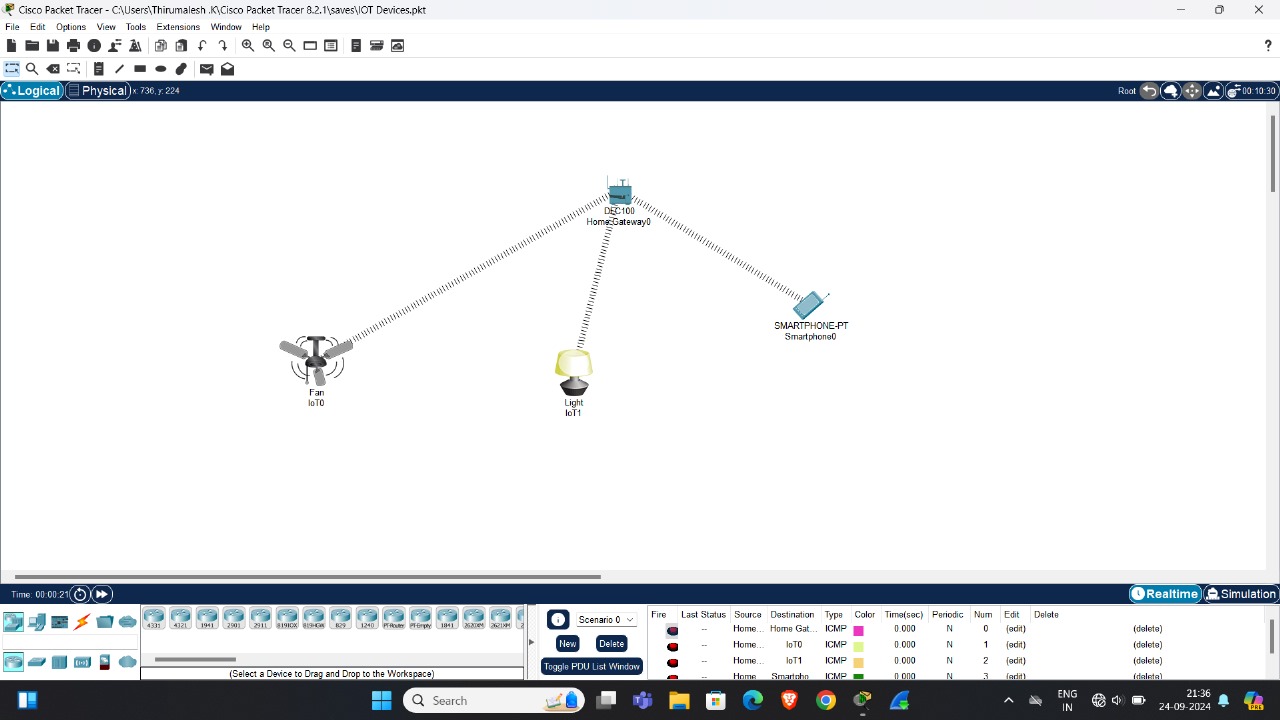 Cisco Packet Tracer - C:\Users\Thirumalesh .K\Cisco Packet Tracer 8.2.1\saves\IOT Devices.pkt
File Edit Options View Tools Extensions Window Help
Logical Physical x: 736, y: 224 Root 00:10:30
DLC100
Home Gateway0
SMARTPHONE-PT
Smartphone0
Fan
IoT0
Light
IoT1
Time: 00:00:21 Realtime Simulation
4331 4321 1941 2901 2911 819IOX 819HGW 829 1240 PT-Router PT-Empty 1841 2620XM 2621XM
(Select a Device to Drag and Drop to the Workspace)
Scenario 0
New Delete
Toggle PDU List Window
Fire Last Status Source Destination Type Color Time(sec) Periodic Num Edit Delete
-- Home... Home Gat... ICMP 0.000 N 0 (edit) (delete)
-- Home... IoT0 ICMP 0.000 N 1 (edit) (delete)
-- Home... IoT1 ICMP 0.000 N 2 (edit) (delete)
-- Home Smartpho ICMP 0.000 N 3 (edit) (delete)
Search
ENG
IN
21:36
24-09-2024